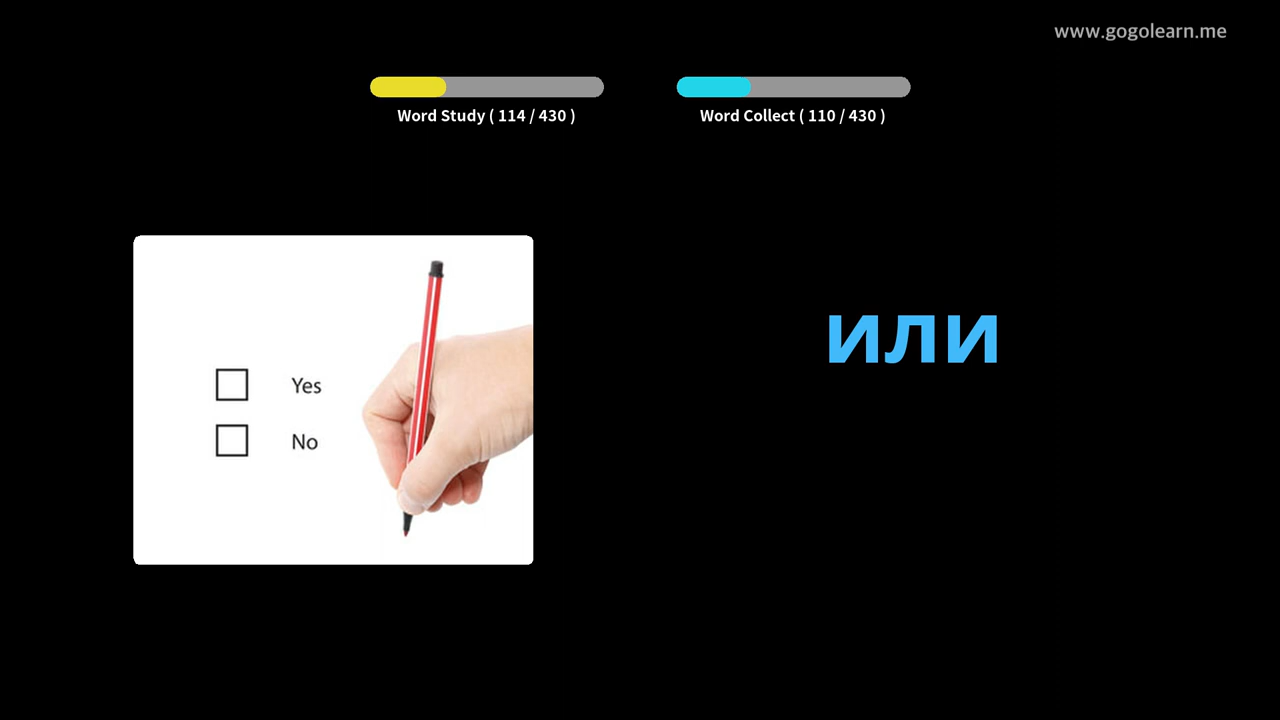 www.gogolearn.me
Word Study ( 114 / 430 )
Word Collect ( 110 / 430 )
Yes
No
или